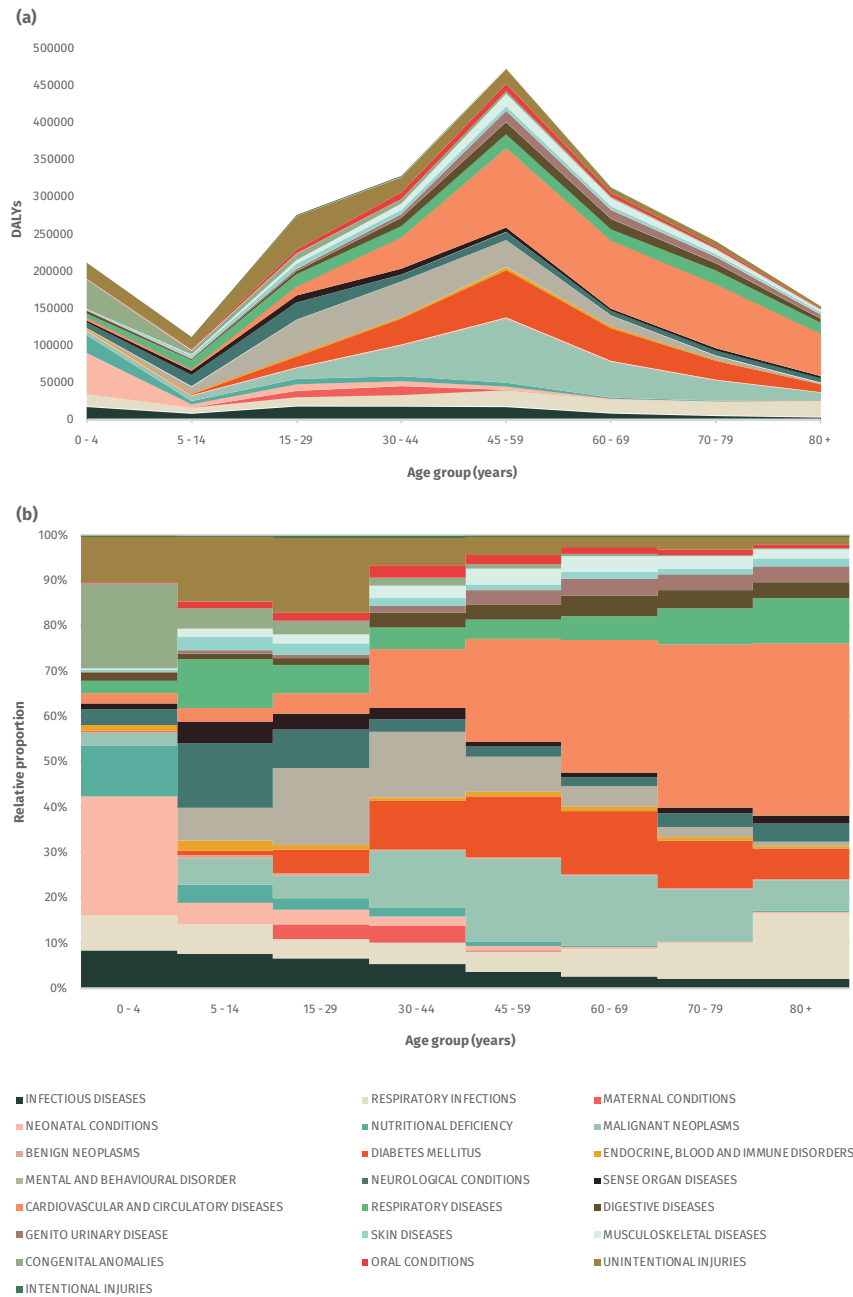 (a)
500000
450000
400000
350000
300000
250000
200000
150000
100000
50000
0
DALYs
0 - 4 5 - 14 15 - 29 30 - 44 45 - 59 60 - 69 70 - 79 80 +
Age group (years)
(b)
100%
90%
80%
70%
60%
50%
40%
30%
20%
10%
0%
Relative proportion
0 - 4 5 - 14 15 - 29 30 - 44 45 - 59 60 - 69 70 - 79 80 +
Age group (years)
INFECTIOUS DISEASES RESPIRATORY INFECTIONS MATERNAL CONDITIONS
NEONATAL CONDITIONS NUTRITIONAL DEFICIENCY MALIGNANT NEOPLASMS
BENIGN NEOPLASMS DIABETES MELLITUS ENDOCRINE, BLOOD AND IMMUNE DISORDERS
MENTAL AND BEHAVIOURAL DISORDER NEUROLOGICAL CONDITIONS SENSE ORGAN DISEASES
CARDIOVASCULAR AND CIRCULATORY DISEASES RESPIRATORY DISEASES DIGESTIVE DISEASES
GENITO URINARY DISEASE SKIN DISEASES MUSCULOSKELETAL DISEASES
CONGENITAL ANOMALIES ORAL CONDITIONS UNINTENTIONAL INJURIES
INTENTIONAL INJURIES